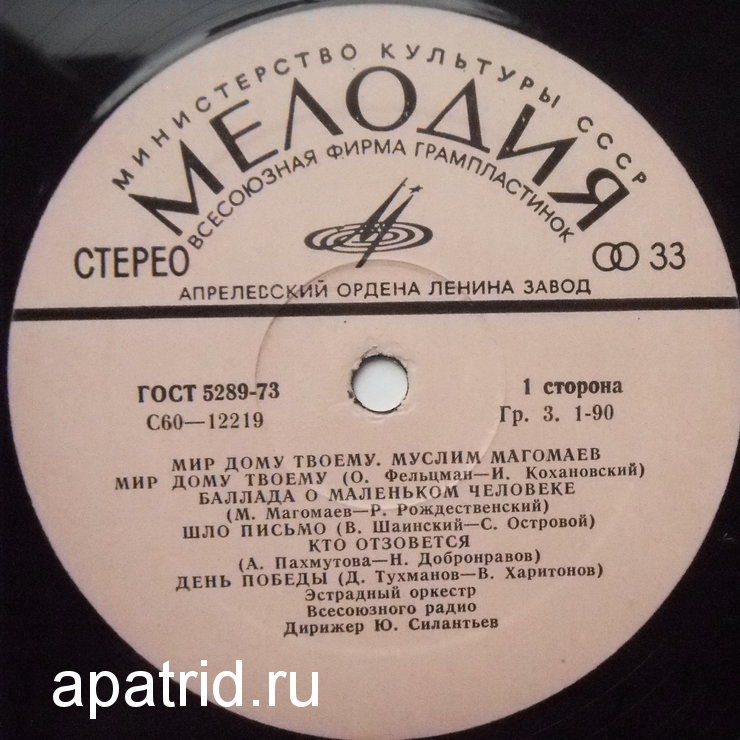 МИНИСТЕРСТВО КУЛЬТУРЫ СССР
МЕЛОДИЯ
ВСЕСОЮЗНАЯ ФИРМА ГРАМПЛАСТИНОК
СТЕРЕО
33
АПРЕЛЕВСКИЙ ОРДЕНА ЛЕНИНА ЗАВОД
ГОСТ 5289-73
1 сторона
С60—12219
Гр. 3. 1-90
МИР ДОМУ ТВОЕМУ. МУСЛИМ МАГОМАЕВ
МИР ДОМУ ТВОЕМУ (О. Фельцман—И. Кохановский)
БАЛЛАДА О МАЛЕНЬКОМ ЧЕЛОВЕКЕ
(М. Магомаев—Р. Рождественский)
ШЛО ПИСЬМО (В. Шаинский—С. Островой)
КТО ОТЗОВЕТСЯ
(А. Пахмутова—Н. Добронравов)
ДЕНЬ ПОБЕДЫ (Д. Тухманов—В. Харитонов)
Эстрадный оркестр
Всесоюзного радио
Дирижер Ю. Силантьев
apatrid.ru